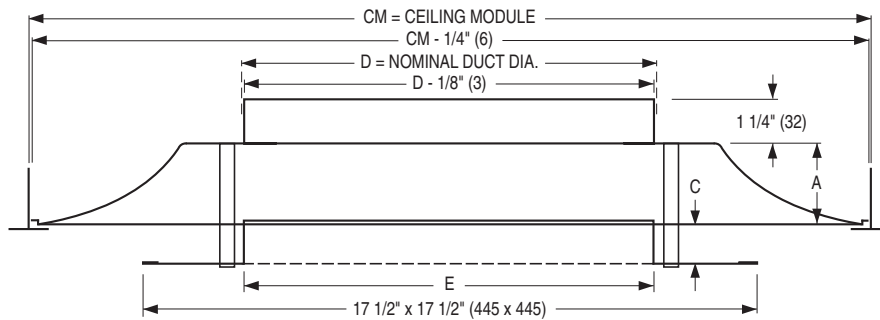 CM = CEILING MODULE
CM - 1/4" (6)
D = NOMINAL DUCT DIA.
D - 1/8" (3)
1 1/4" (32)
C
A
E
17 1/2" x 17 1/2" (445 x 445)